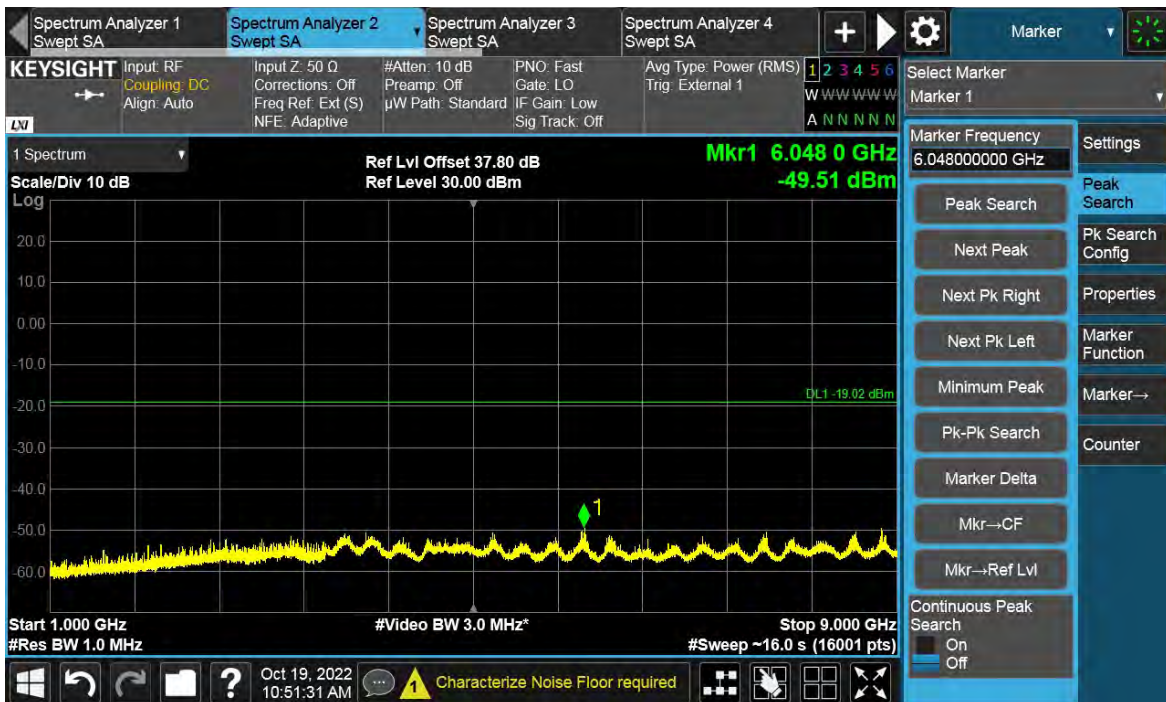 Spectrum Analyzer 1
Swept SA
Spectrum Analyzer 2
Swept SA
Spectrum Analyzer 3
Swept SA
Spectrum Analyzer 4
Swept SA
+
Marker
KEYSIGHT
LXI
Input: RF
Coupling: DC
Align: Auto
Input Z: 50 Ω
Corrections: Off
Freq Ref: Ext (S)
NFE: Adaptive
#Atten: 10 dB
Preamp: Off
µW Path: Standard
PNO: Fast
Gate: LO
IF Gain: Low
Sig Track: Off
Avg Type: Power (RMS)
Trig: External 1
1 2 3 4 5 6
W W W W W W
A N N N N N
Select Marker
Marker 1
1 Spectrum
Scale/Div 10 dB
Log
Ref Lvl Offset 37.80 dB
Ref Level 30.00 dBm
Mkr1 6.048 0 GHz
-49.51 dBm
20.0
10.0
0.00
-10.0
-20.0
-30.0
-40.0
-50.0
-60.0
DL1 -19.02 dBm
1
Start 1.000 GHz
#Res BW 1.0 MHz
#Video BW 3.0 MHz*
Stop 9.000 GHz
#Sweep ~16.0 s (16001 pts)
Marker Frequency
6.048000000 GHz
Peak Search
Next Peak
Next Pk Right
Next Pk Left
Minimum Peak
Pk-Pk Search
Marker Delta
Mkr→CF
Mkr→Ref Lvl
Continuous Peak
Search
On
Off
Settings
Peak
Search
Pk Search
Config
Properties
Marker
Function
Marker→
Counter
?
Oct 19, 2022
10:51:31 AM
1
Characterize Noise Floor required